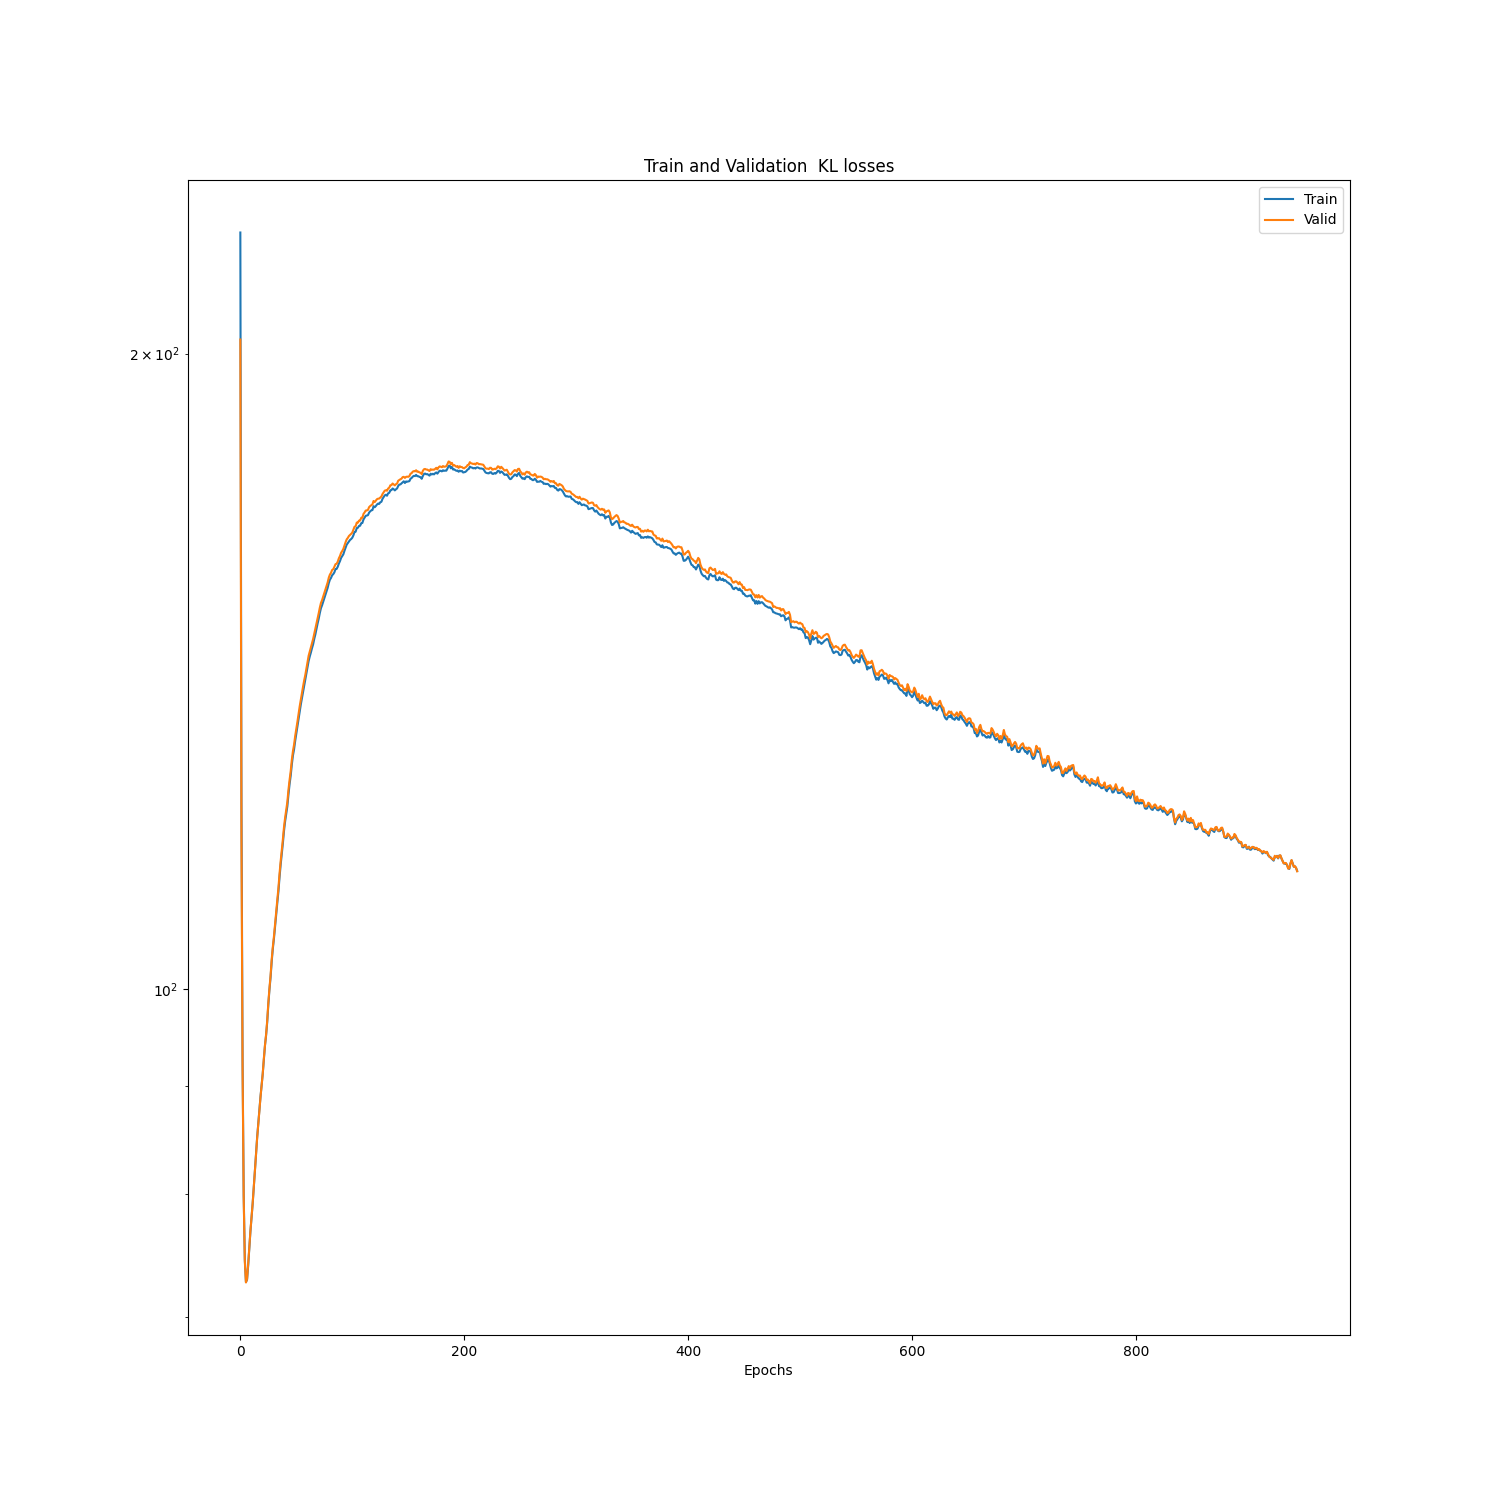 Train and Validation  KL losses
Train
Valid
2 × 10²
10²
0 200 400 600 800
Epochs